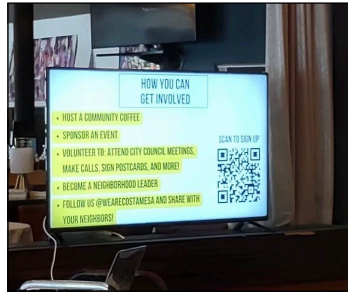 HOW YOU CAN
GET INVOLVED
• HOST A COMMUNITY COFFEE
• SPONSOR AN EVENT
• VOLUNTEER TO: ATTEND CITY COUNCIL MEETINGS,
MAKE CALLS, SIGN POSTCARDS, AND MORE!
• BECOME A NEIGHBORHOOD LEADER
• FOLLOW US @WEARECOSTAMESA AND SHARE WITH
YOUR NEIGHBORS!
SCAN TO SIGN UP